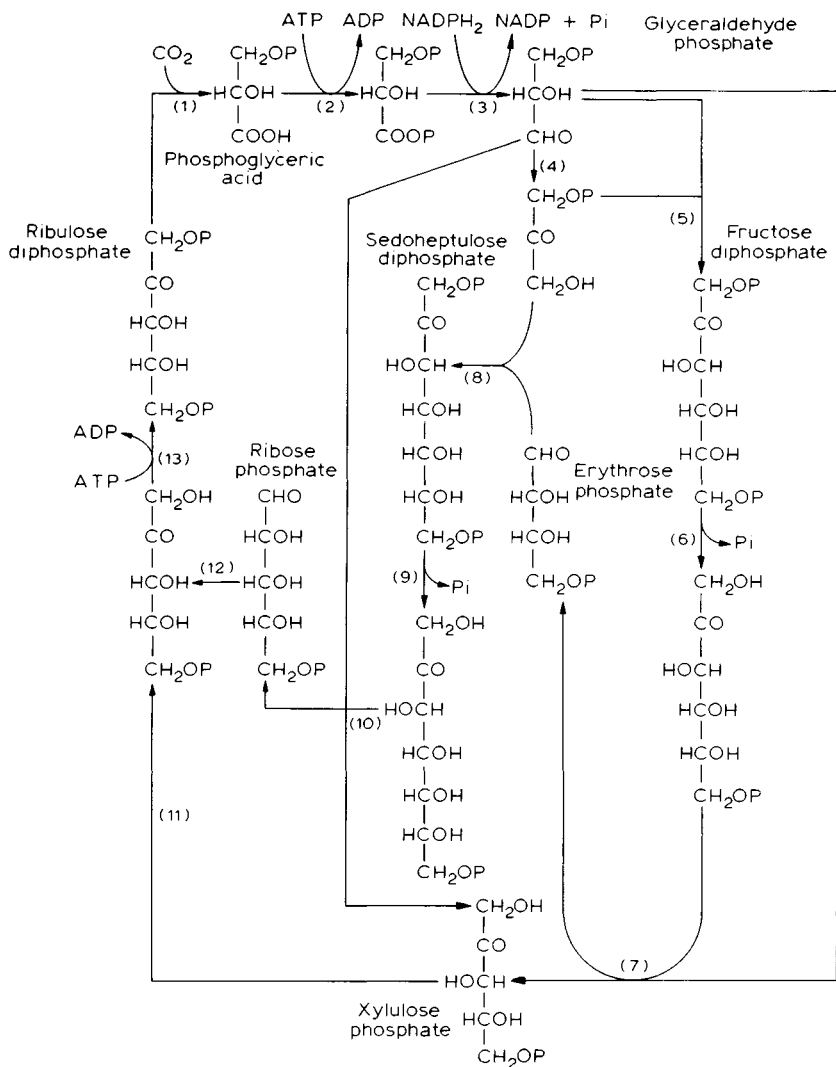 ATP ADP NADPH₂ NADP + Pi
Glyceraldehyde
phosphate
CO₂
(1)
CH₂OP
HCOH
COOH
Phosphoglyceric
acid
(2)
CH₂OP
HCOH
COOP
(3)
CH₂OP
HCOH
CHO
(4)
CH₂OP
CO
CH₂OH
(5)
Ribulose
diphosphate
CH₂OP
CO
HCOH
HCOH
CH₂OP
Sedoheptulose
diphosphate
CH₂OP
CO
HOCH
HCOH
HCOH
HCOH
CH₂OP
(8)
Fructose
diphosphate
CH₂OP
CO
HOCH
HCOH
HCOH
CH₂OP
(6)
Pi
ADP
ATP
(13)
CH₂OH
CO
HCOH
HCOH
CH₂OP
Ribose
phosphate
CHO
HCOH
HCOH
HCOH
CH₂OP
(12)
Erythrose
phosphate
CHO
HCOH
HCOH
CH₂OP
(9)
Pi
CH₂OH
CO
HOCH
HCOH
HCOH
HCOH
CH₂OP
(10)
CH₂OH
CO
HOCH
HCOH
HCOH
CH₂OP
(11)
(7)
CH₂OH
CO
HOCH
HCOH
CH₂OP
Xylulose
phosphate